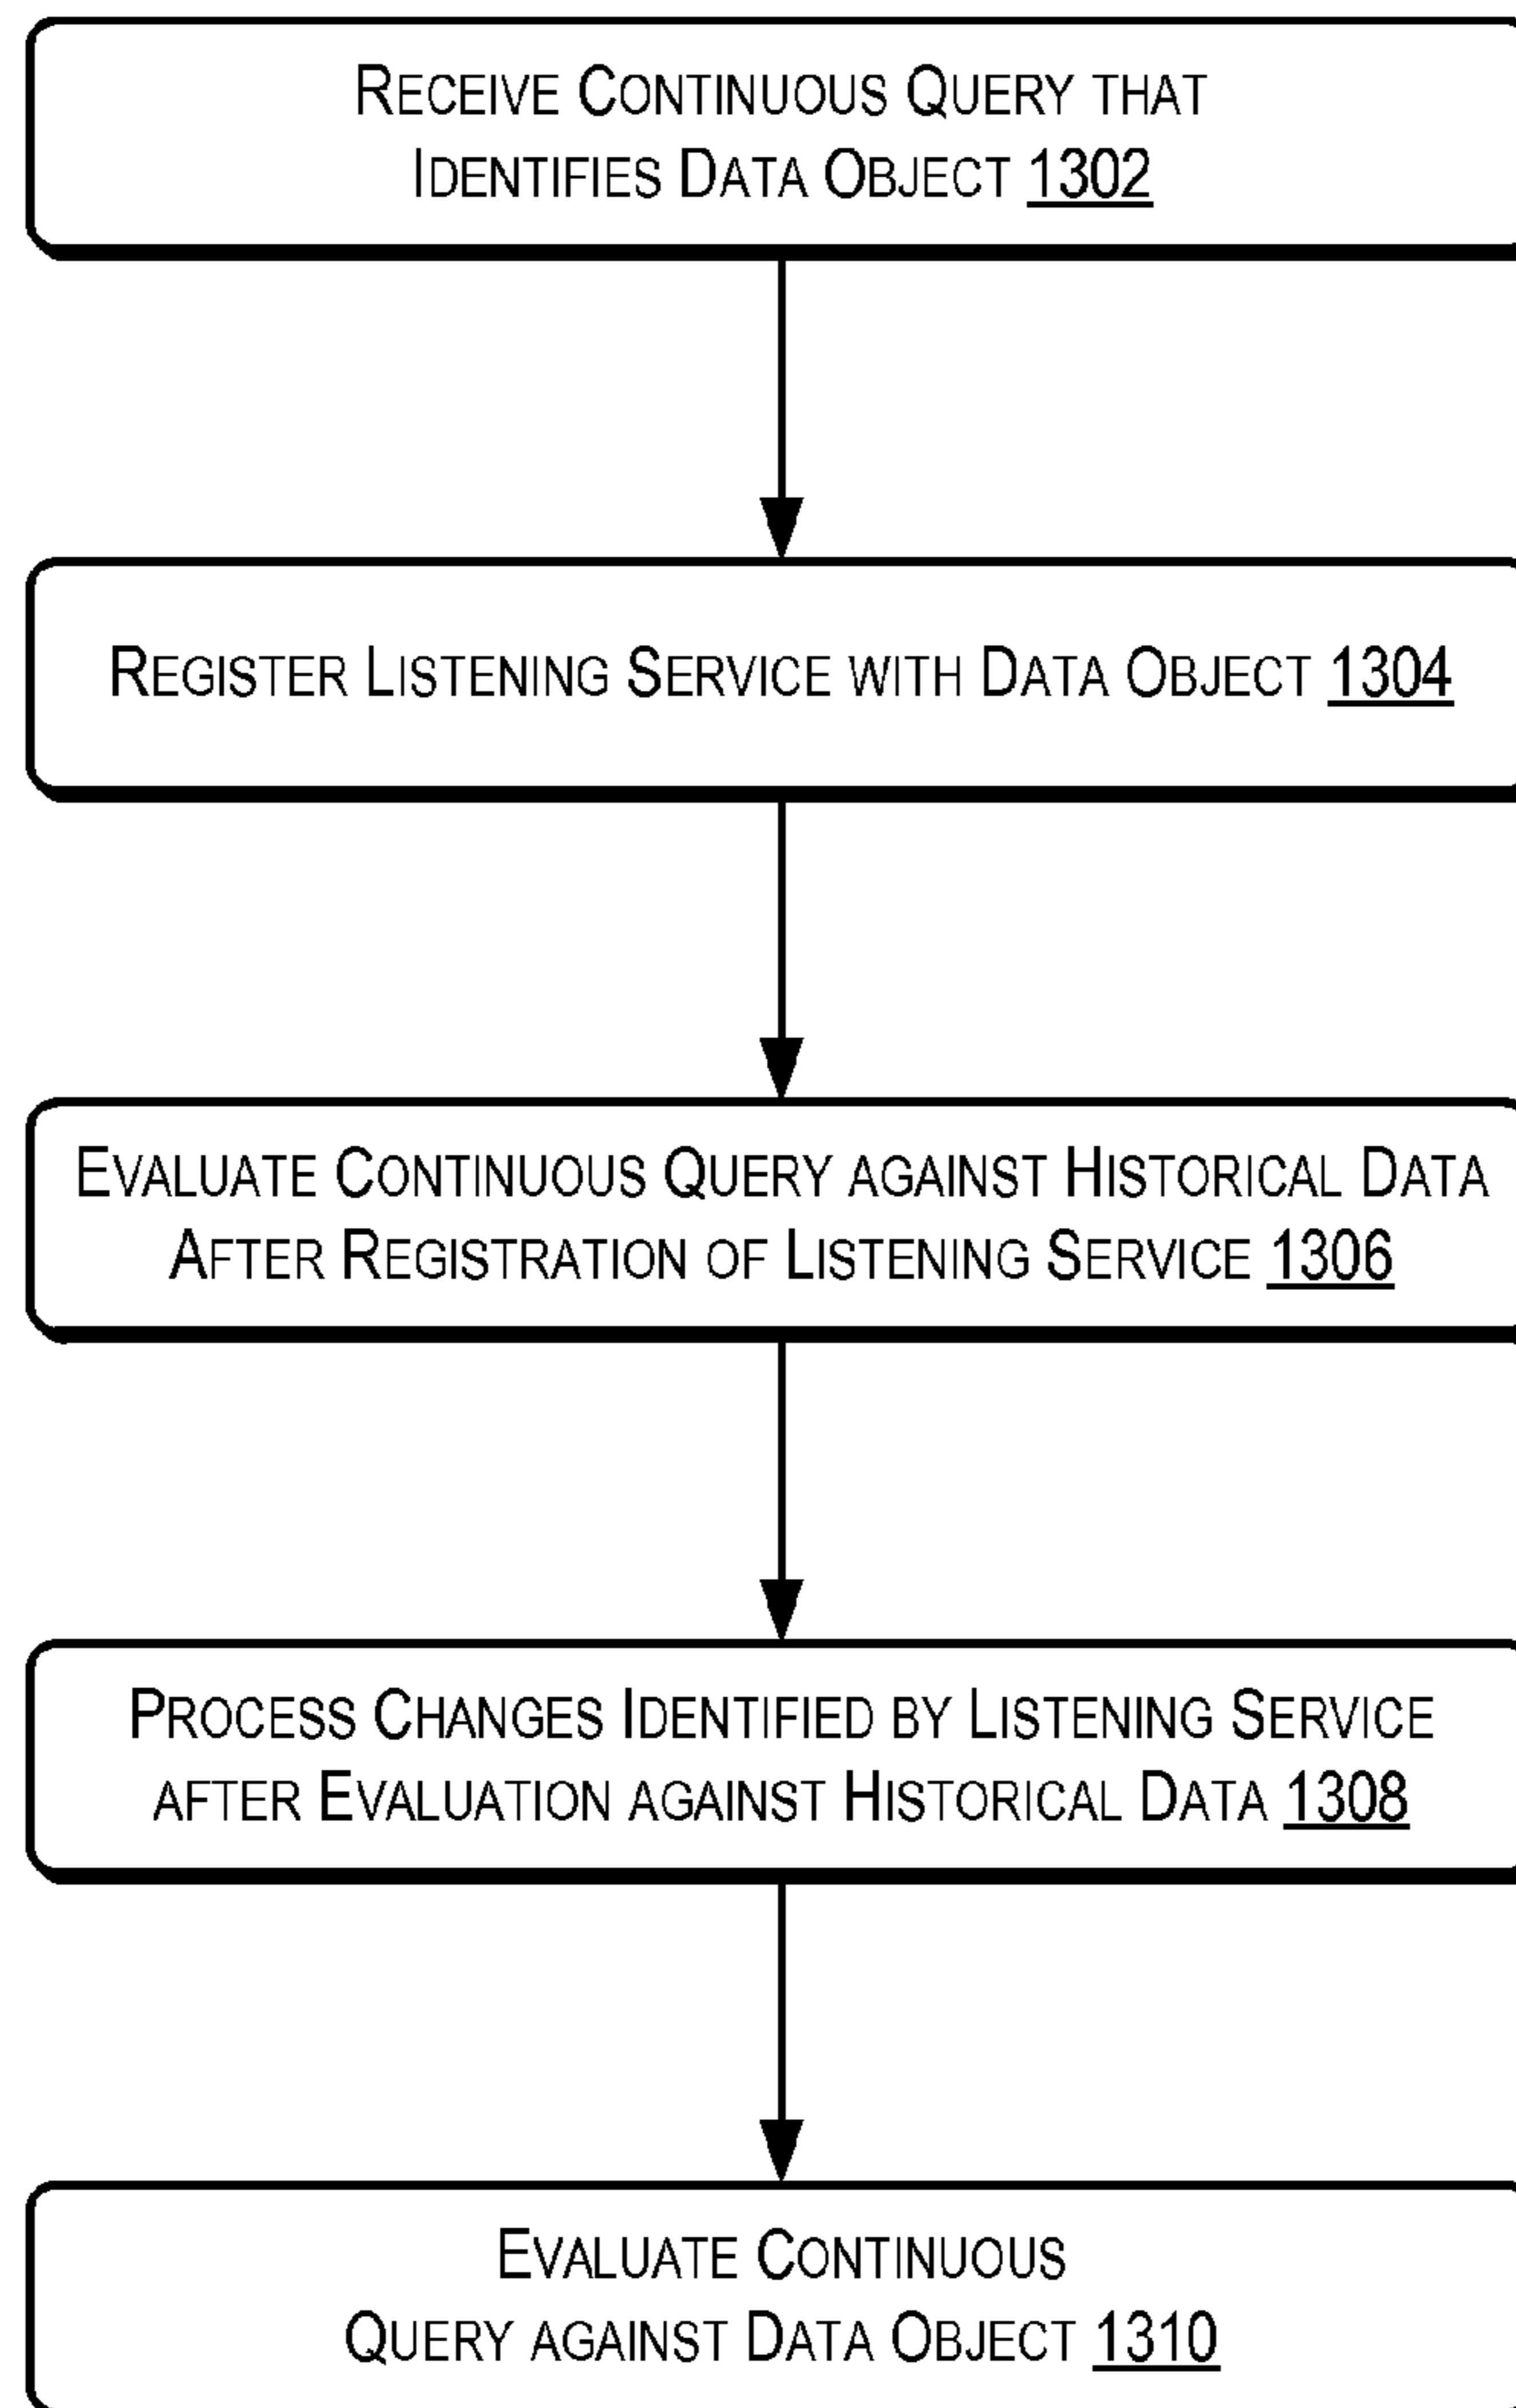 RECEIVE CONTINUOUS QUERY THAT
IDENTIFIES DATA OBJECT 1302
REGISTER LISTENING SERVICE WITH DATA OBJECT 1304
EVALUATE CONTINUOUS QUERY AGAINST HISTORICAL DATA
AFTER REGISTRATION OF LISTENING SERVICE 1306
PROCESS CHANGES IDENTIFIED BY LISTENING SERVICE
AFTER EVALUATION AGAINST HISTORICAL DATA 1308
EVALUATE CONTINUOUS
QUERY AGAINST DATA OBJECT 1310